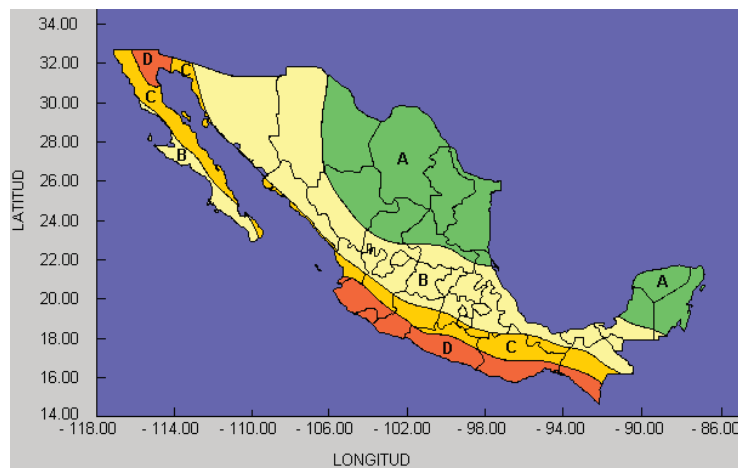 34.00
D
C
32.00
C
30.00
28.00
A
B
26.00
LATITUD
24.00
22.00
B
A
20.00
18.00
D
C
16.00
14.00
- 118.00 - 114.00 - 110.00 - 106.00 - 102.00 - 98.00 - 94.00 - 90.00 - 86.00
LONGITUD